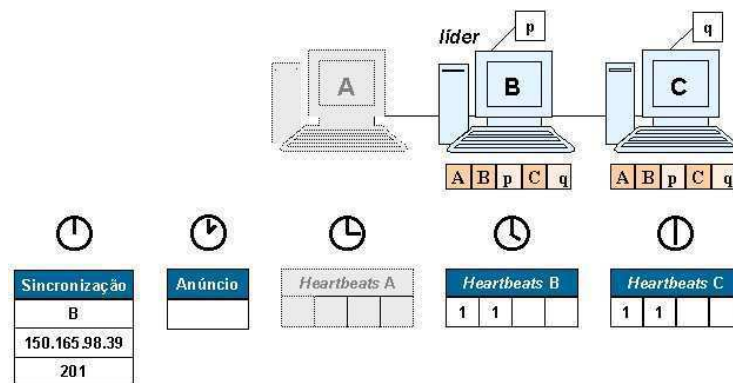 líder
p
q
A
B
C
A B p C q
A B p C q
Sincronização
B
150.165.98.39
201
Anúncio
Heartbeats A
Heartbeats B
1 1
Heartbeats C
1 1